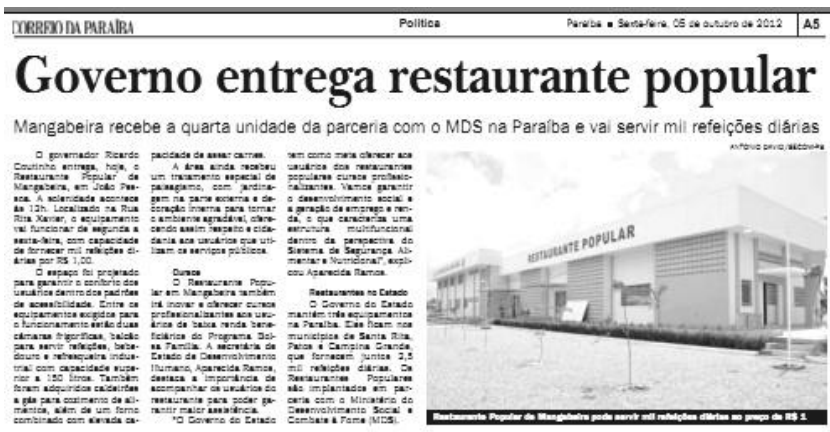 CORREIO DA PARAÍBA
Política
Paraíba ■ Sexta-feira, 05 de outubro de 2012
A5
Governo entrega restaurante popular
Mangabeira recebe a quarta unidade da parceria com o MDS na Paraíba e vai servir mil refeições diárias
ANTÔNIO DAVID/SECOM-PB
O governador Ricardo
Coutinho entrega, hoje, o
Restaurante Popular de
Mangabeira, em João Pes-
soa. A solenidade acontece
às 12h. Localizado na Rua
Rita Xavier, o equipamento
vai funcionar de segunda a
sexta-feira, com capacidade
de fornecer mil refeições di-
árias por R$ 1,00.
O espaço foi projetado
para garantir o conforto dos
usuários dentro dos padrões
de acessibilidade. Entre os
equipamentos exigidos para
o funcionamento estão duas
câmaras frigoríficas, balcão
para servir refeições, bebe-
douro e refresqueira indus-
trial com capacidade supe-
rior a 150 litros. Também
foram adquiridos caldeirões
a gás para cozimento de ali-
mentos, além de um forno
combinado com elevada ca-
pacidade de assar carnes.
A área ainda recebeu
um tratamento especial de
paisagismo, com jardina-
gem na parte externa e de-
coração interna para tornar
o ambiente agradável, ofere-
cendo assim respeito e cida-
dania aos usuários que uti-
lizam os serviços públicos.
Cursos
O Restaurante Popu-
lar em Mangabeira também
irá inovar e oferecer cursos
profissionalizantes aos usu-
ários de baixa renda bene-
ficiários do Programa Bol-
sa Família. A secretária de
Estado de Desenvolvimento
Humano, Aparecida Ramos,
destaca a importância de
acompanhar os usuários do
restaurante para poder ga-
rantir maior assistência.
"O Governo do Estado
tem como meta oferecer aos
usuários dos restaurantes
populares cursos profissio-
nalizantes. Vamos garantir
o desenvolvimento social e
a geração de emprego e ren-
da, o que caracteriza uma
estrutura multifuncional
dentro da perspectiva do
Sistema de Segurança Ali-
mentar e Nutricional", expli-
cou Aparecida Ramos.
Restaurantes no Estado
O Governo do Estado
mantém três equipamentos
na Paraíba. Eles ficam nos
municípios de Santa Rita,
Patos e Campina Grande,
que fornecem juntos 2,5
mil refeições diárias. Os
Restaurantes Populares
são implantados em par-
ceria com o Ministério do
Desenvolvimento Social e
Combate à Fome (MDS).
RESTAURANTE POPULAR
Restaurante Popular de Mangabeira pode servir mil refeições diárias ao preço de R$ 1